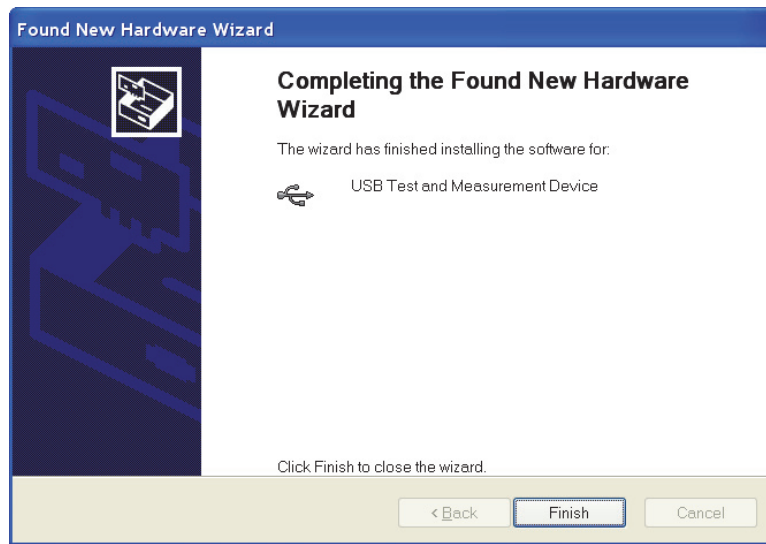 Found New Hardware Wizard
Completing the Found New Hardware
Wizard
The wizard has finished installing the software for:
USB Test and Measurement Device
Click Finish to close the wizard.
< Back Finish Cancel